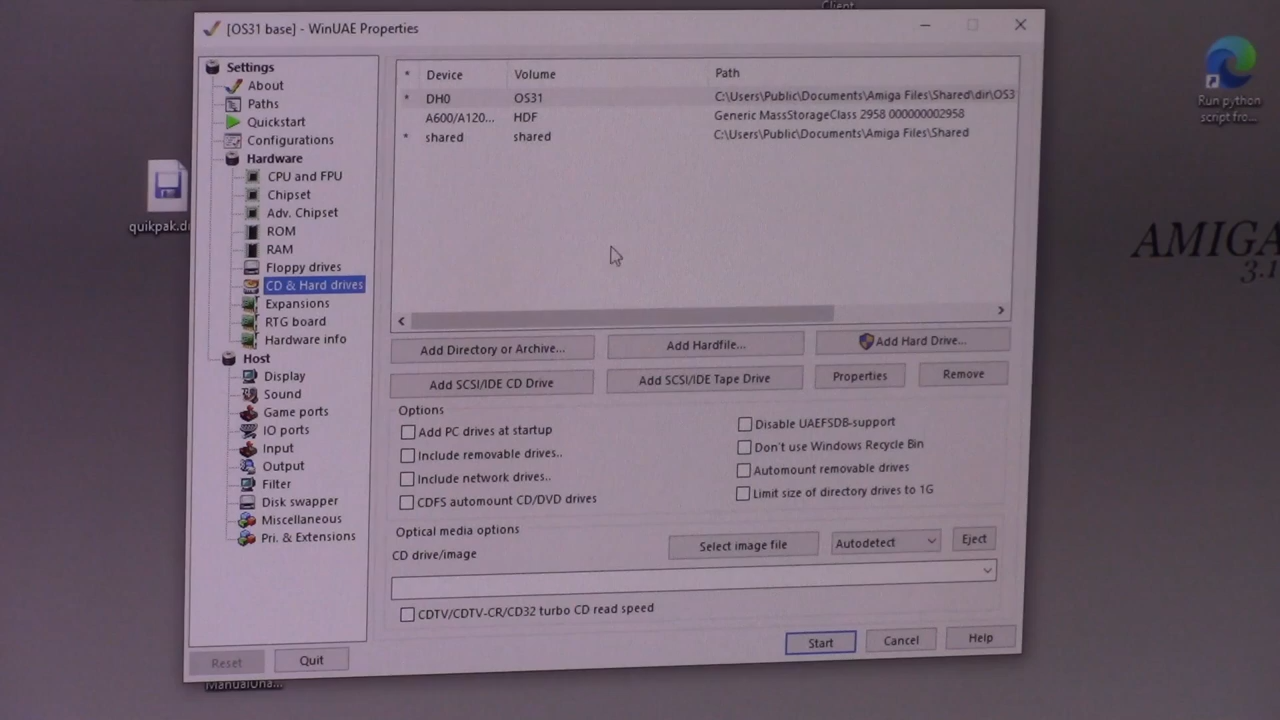 Client
[OS31 base] - WinUAE Properties
Settings
About
Paths
Quickstart
Configurations
Hardware
CPU and FPU
Chipset
Adv. Chipset
ROM
RAM
Floppy drives
CD & Hard drives
Expansions
RTG board
Hardware info
Host
Display
Sound
Game ports
IO ports
Input
Output
Filter
Disk swapper
Miscellaneous
Pri. & Extensions
Reset
Quit
* Device Volume Path
* DH0 OS31 C:\Users\Public\Documents\Amiga Files\Shared\dir\OS3
A600/A120... HDF Generic MassStorageClass 2958 000000002958
* shared shared C:\Users\Public\Documents\Amiga Files\Shared
Add Directory or Archive...
Add Hardfile...
Add Hard Drive...
Add SCSI/IDE CD Drive
Add SCSI/IDE Tape Drive
Properties
Remove
Options
Add PC drives at startup
Include removable drives..
Include network drives..
CDFS automount CD/DVD drives
Disable UAEFSDB-support
Don't use Windows Recycle Bin
Automount removable drives
Limit size of directory drives to 1G
Optical media options
CD drive/image
Select image file
Autodetect
Eject
CDTV/CDTV-CR/CD32 turbo CD read speed
Start
Cancel
Help
quikpak.d
Run python
script fro...
AMIGA
3.1
ManualUna...